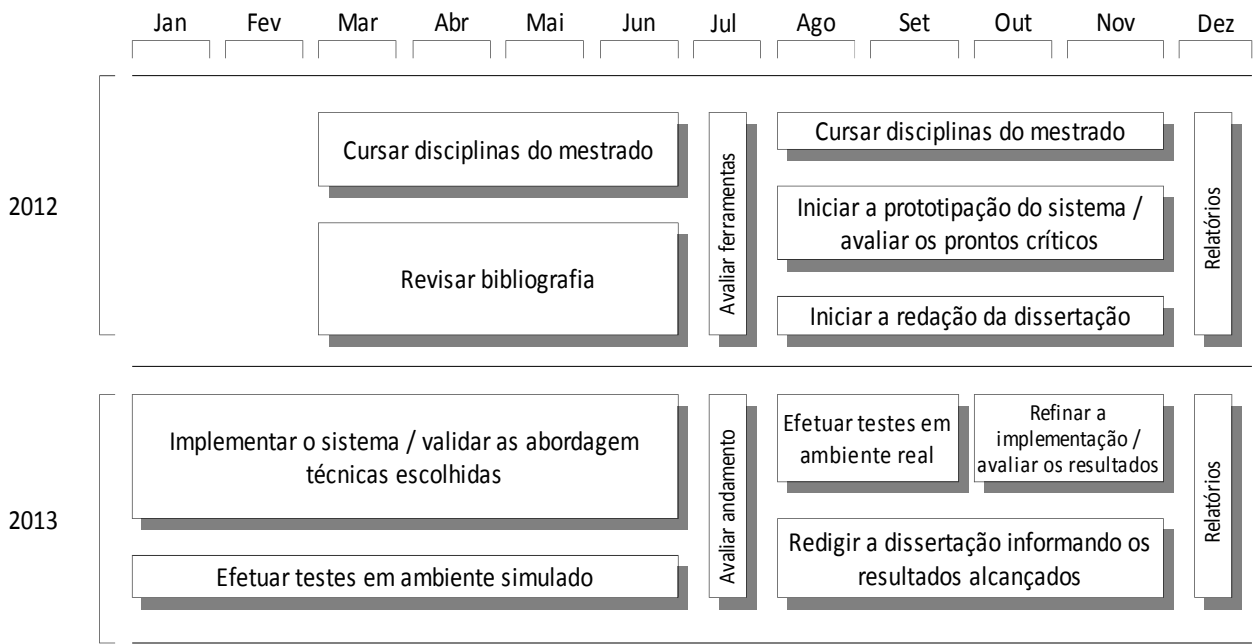 Jan Fev Mar Abr Mai Jun Jul Ago Set Out Nov Dez
2012
Cursar disciplinas do mestrado
Revisar bibliografia
Avaliar ferramentas
Cursar disciplinas do mestrado
Iniciar a prototipação do sistema /
avaliar os prontos críticos
Iniciar a redação da dissertação
Relatórios
2013
Implementar o sistema / validar as abordagem
técnicas escolhidas
Efetuar testes em ambiente simulado
Avaliar andamento
Efetuar testes em
ambiente real
Refinar a
implementação /
avaliar os resultados
Redigir a dissertação informando os
resultados alcançados
Relatórios